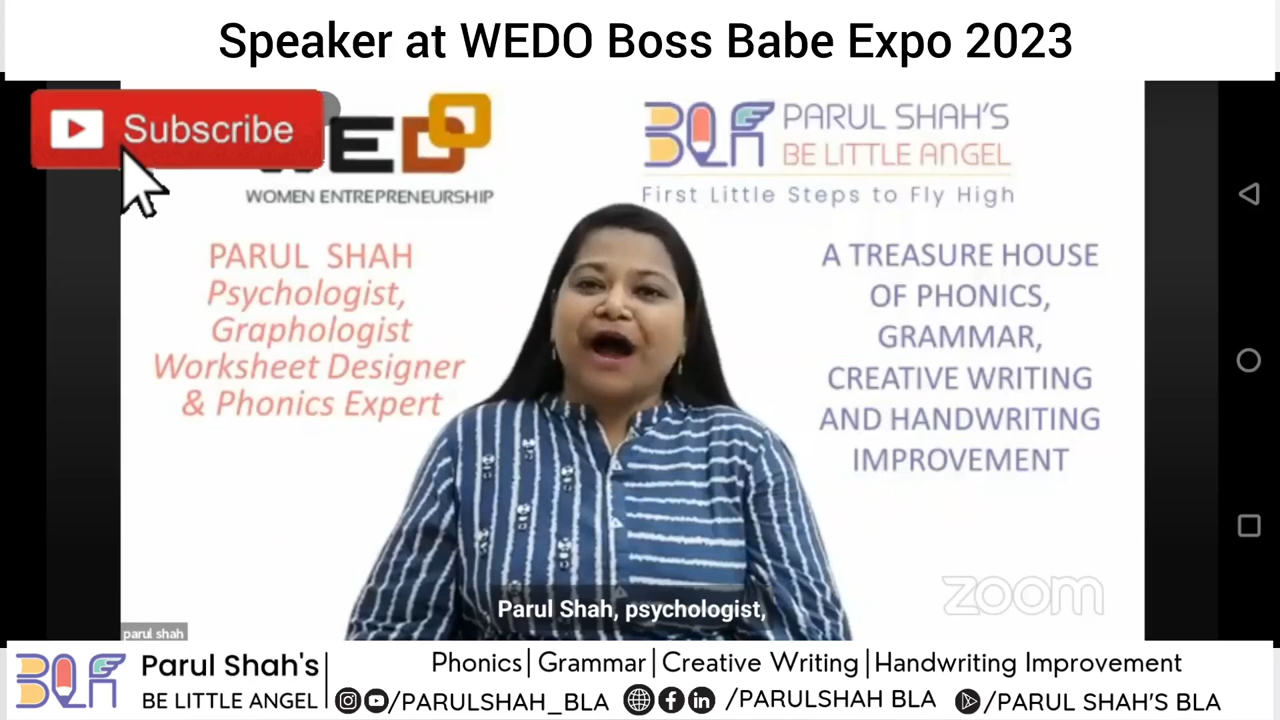 Speaker at WEDO Boss Babe Expo 2023
Subscribe
WEDO
WOMEN ENTREPRENEURSHIP
BLA PARUL SHAH'S
BE LITTLE ANGEL
First Little Steps to Fly High
PARUL SHAH
Psychologist,
Graphologist
Worksheet Designer
& Phonics Expert
A TREASURE HOUSE
OF PHONICS,
GRAMMAR,
CREATIVE WRITING
AND HANDWRITING
IMPROVEMENT
zoom
Parul Shah, psychologist,
parul shah
BLA Parul Shah's
BE LITTLE ANGEL
Phonics| Grammar|Creative Writing |Handwriting Improvement
/PARULSHAH_BLA /PARULSHAH BLA /PARUL SHAH'S BLA